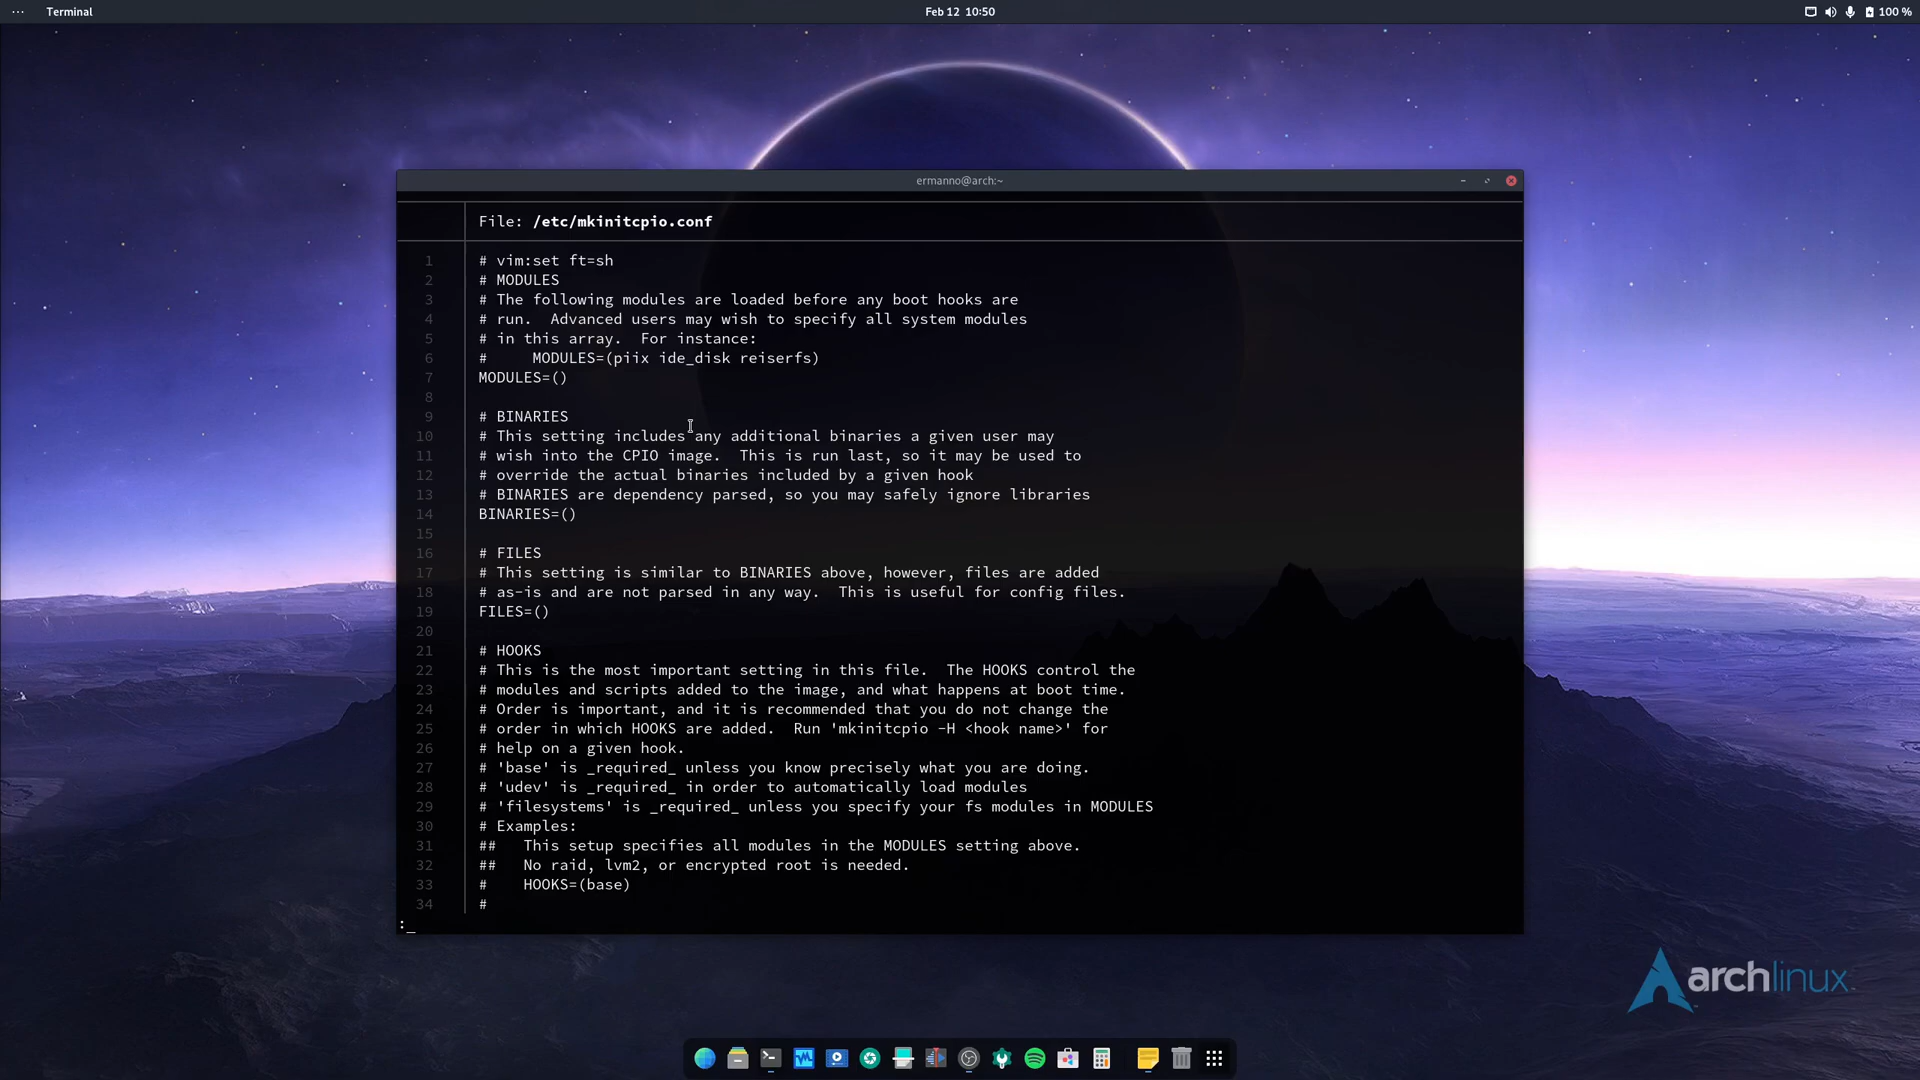 Terminal
Feb 12 10:50
100 %
ermanno@arch:~
File: /etc/mkinitcpio.conf
1 # vim:set ft=sh
2 # MODULES
3 # The following modules are loaded before any boot hooks are
4 # run.  Advanced users may wish to specify all system modules
5 # in this array.  For instance:
6 #     MODULES=(piix ide_disk reiserfs)
7 MODULES=()
8
9 # BINARIES
10 # This setting includes any additional binaries a given user may
11 # wish into the CPIO image.  This is run last, so it may be used to
12 # override the actual binaries included by a given hook
13 # BINARIES are dependency parsed, so you may safely ignore libraries
14 BINARIES=()
15
16 # FILES
17 # This setting is similar to BINARIES above, however, files are added
18 # as-is and are not parsed in any way.  This is useful for config files.
19 FILES=()
20
21 # HOOKS
22 # This is the most important setting in this file.  The HOOKS control the
23 # modules and scripts added to the image, and what happens at boot time.
24 # Order is important, and it is recommended that you do not change the
25 # order in which HOOKS are added.  Run 'mkinitcpio -H <hook name>' for
26 # help on a given hook.
27 # 'base' is _required_ unless you know precisely what you are doing.
28 # 'udev' is _required_ in order to automatically load modules
29 # 'filesystems' is _required_ unless you specify your fs modules in MODULES
30 # Examples:
31 ##   This setup specifies all modules in the MODULES setting above.
32 ##   No raid, lvm2, or encrypted root is needed.
33 #    HOOKS=(base)
34 #
:_
archlinux